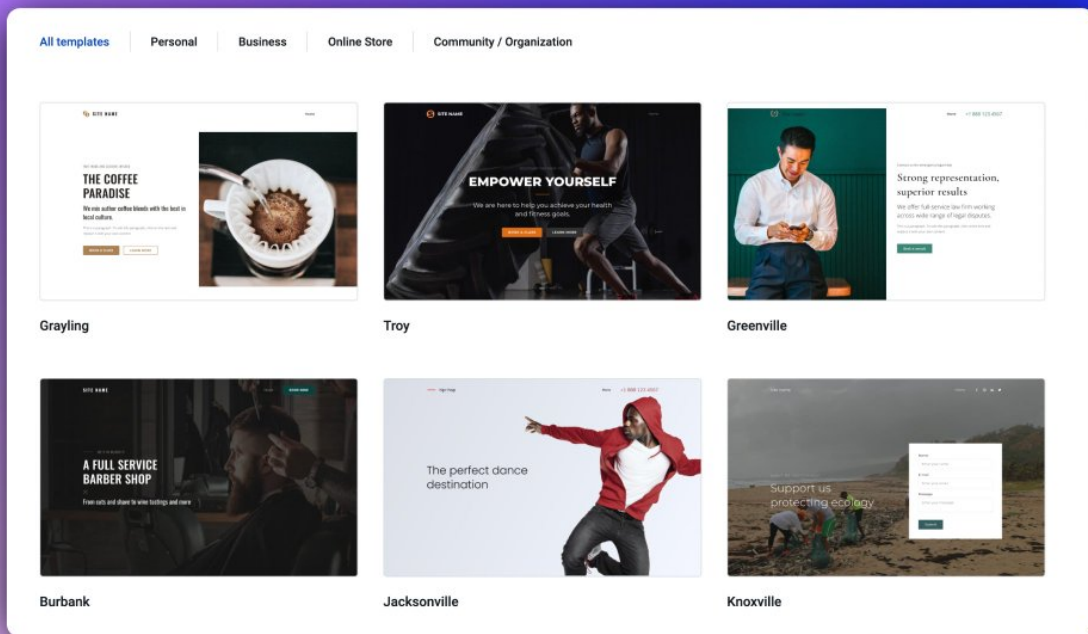 All templates
Personal
Business
Online Store
Community / Organization
SITE NAME
THE COFFEE
PARADISE
We mix author coffee blends with the best in
local culture.
SITE NAME
EMPOWER YOURSELF
We are here to help you achieve your health
and fitness goals.
LEARN MORE
+1 888 123 4567
Strong representation,
superior results
We offer full-service law firm working
across wide range of legal disputes.
Grayling
Troy
Greenville
SITE NAME
A FULL SERVICE
BARBER SHOP
From cuts and shave to wine tastings and more
+1 888 123 4567
The perfect dance
destination
Support us
protecting ecology
Burbank
Jacksonville
Knoxville